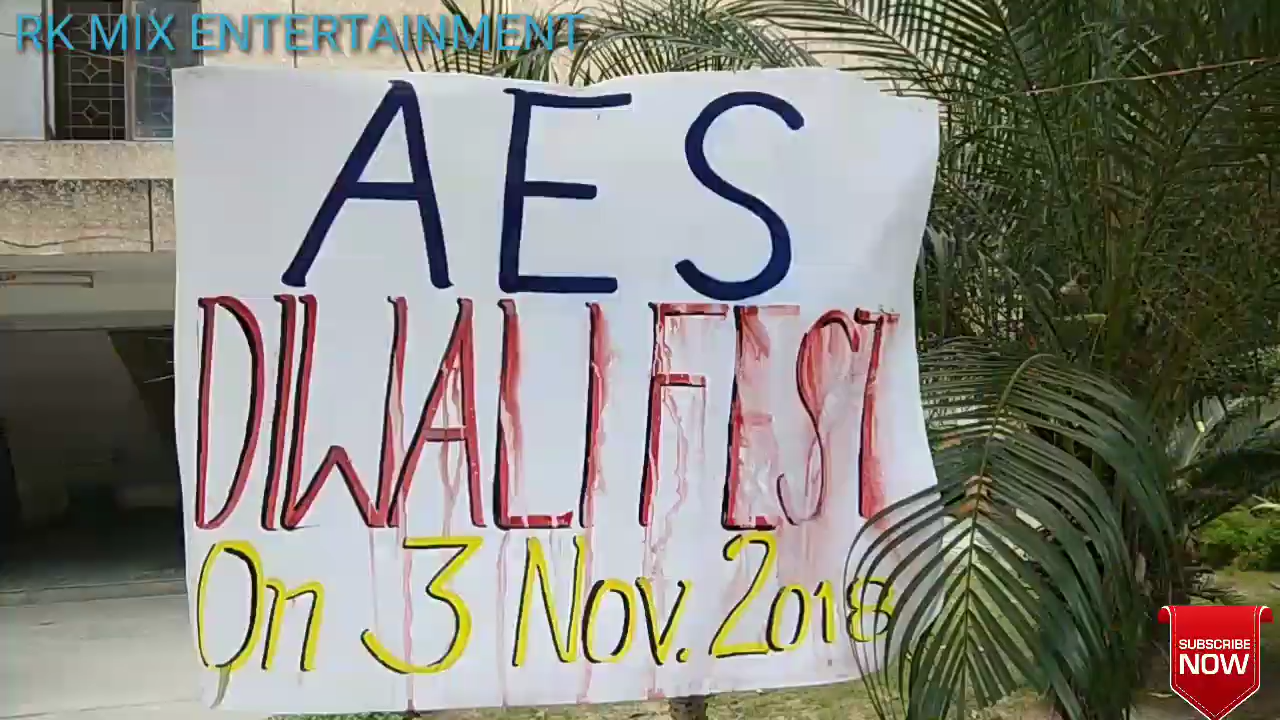 RK MIX ENTERTAINMENT
AES
DIWALI FEST
On 3 Nov. 2018
SUBSCRIBE
NOW